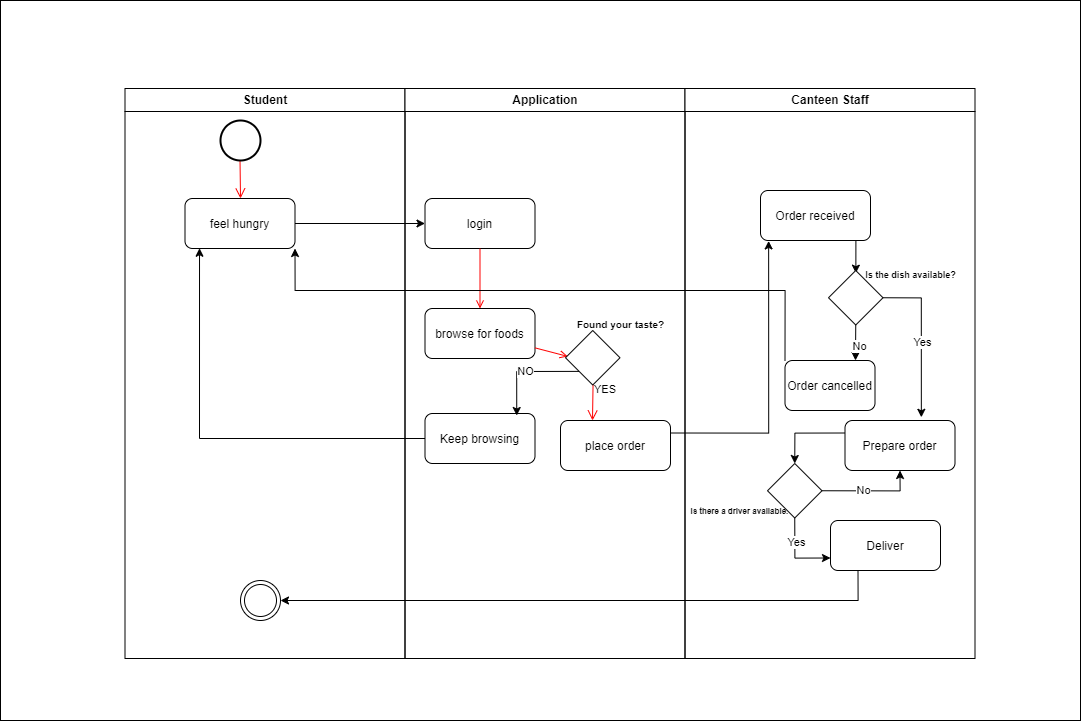 Student
Application
Canteen Staff
feel hungry
login
Order received
Is the dish available?
browse for foods
Found your taste?
No
Yes
NO
YES
Order cancelled
Keep browsing
place order
Prepare order
No
Is there a driver available.
Yes
Deliver